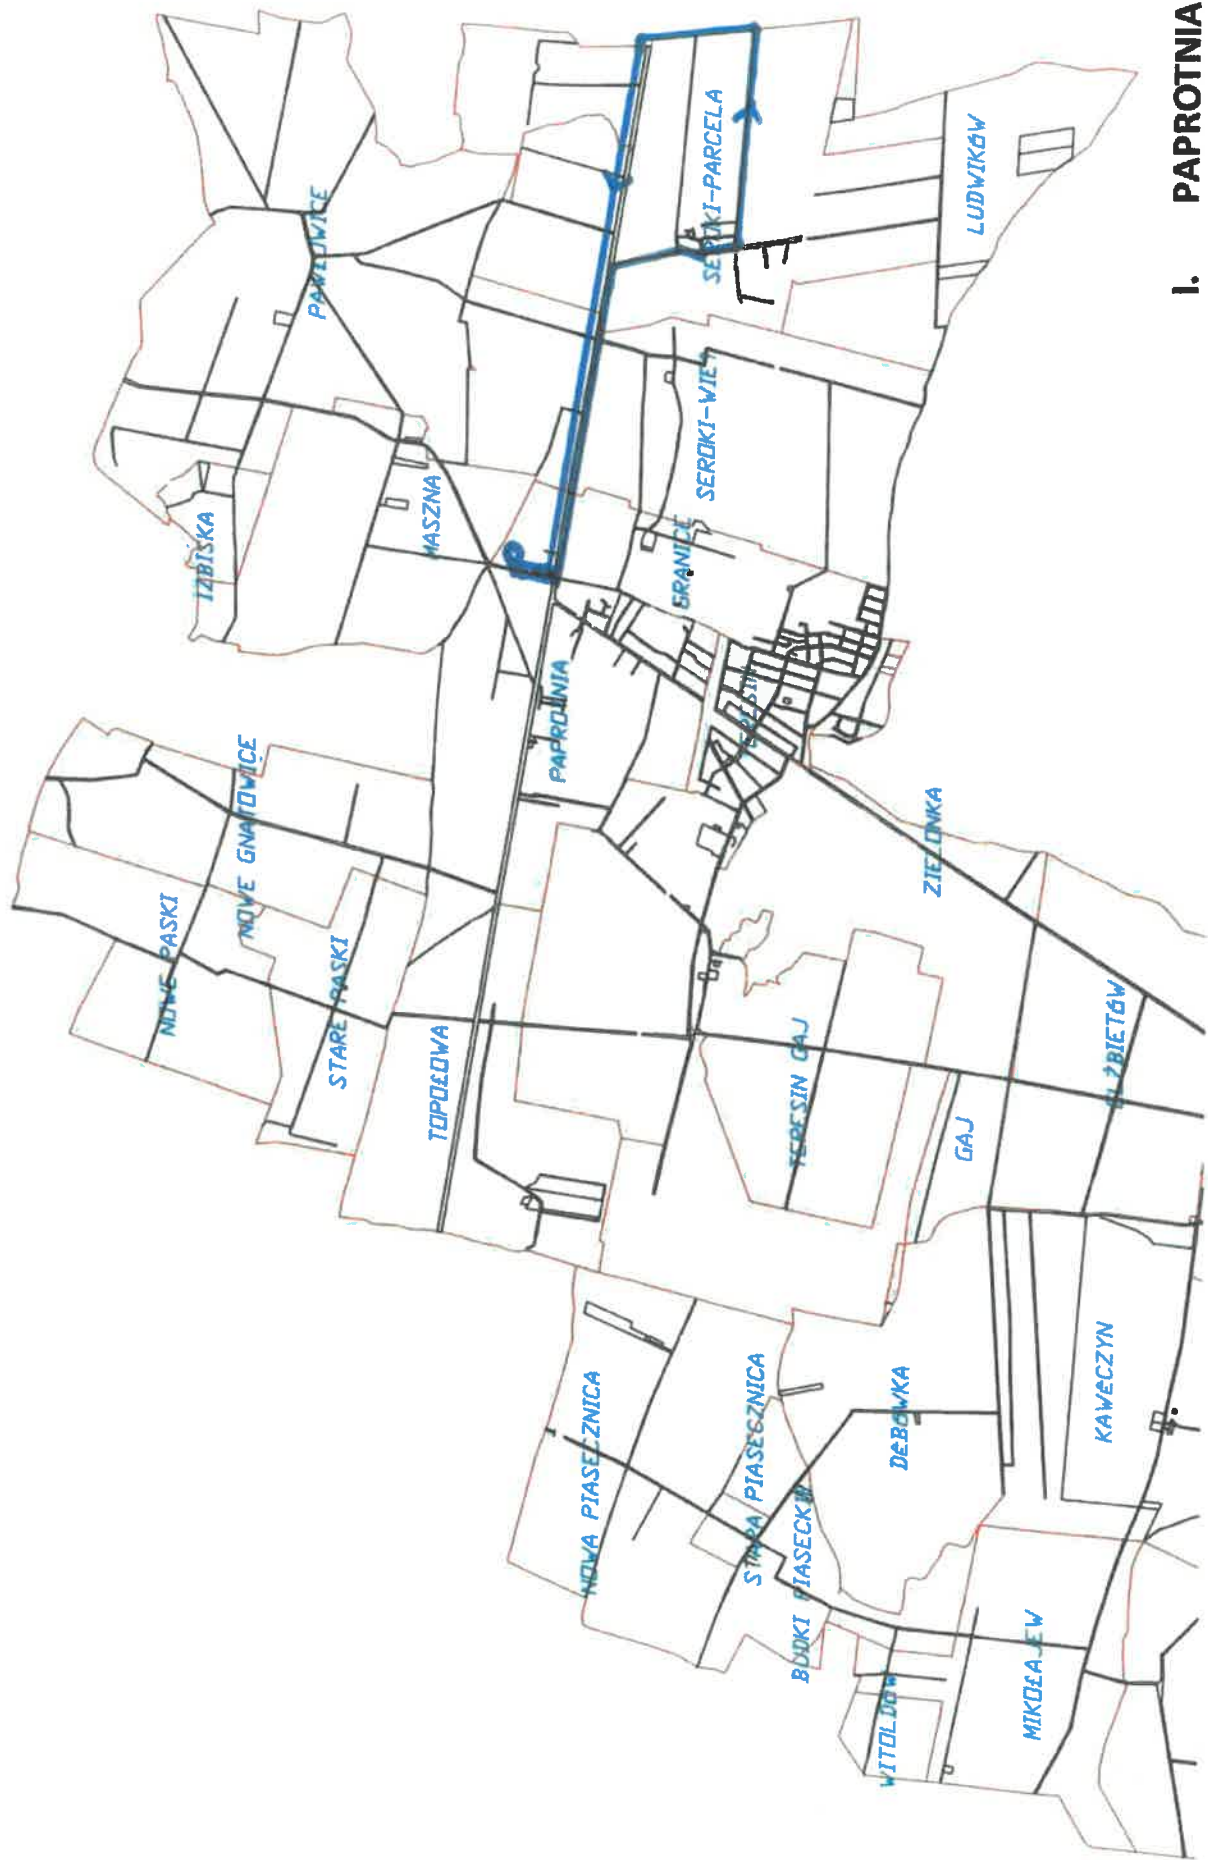 I. PAPROTNIA
PAWŁOWICE
IZBISKA
MASZNA
SEROKI-PARCELA
LUDWIKÓW
SEROKI-WIEŚ
GRANICE
PAPROTNIA
TERESIN
NOWE GNATOWICE
NOWE PASKI
STARE PASKI
TOPOŁOWA
ZIELONKA
TERESIN GAJ
GAJ
ELŻBIETÓW
NOWA PIASECZNICA
STARA PIASECZNICA
BUDKI PIASECKIE
DĘBÓWKA
KAWĘCZYN
WITOLDÓW
MIKOŁAJEW